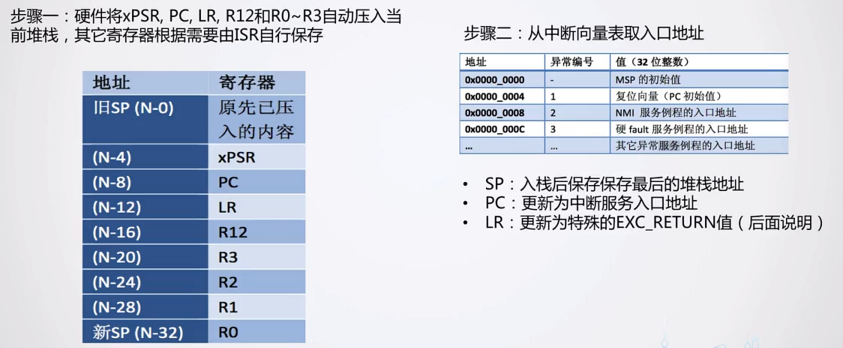 步骤一：硬件将xPSR, PC, LR, R12和R0~R3自动压入当
前堆栈，其它寄存器根据需要由ISR自行保存
地址 寄存器
旧SP (N-0) 原先已压
入的内容
(N-4) xPSR
(N-8) PC
(N-12) LR
(N-16) R12
(N-20) R3
(N-24) R2
(N-28) R1
新SP (N-32) R0
步骤二：从中断向量表取入口地址
地址 异常编号 值（32 位整数）
0x0000_0000 - MSP 的初始值
0x0000_0004 1 复位向量（PC 初始值）
0x0000_0008 2 NMI 服务例程的入口地址
0x0000_000C 3 硬 fault 服务例程的入口地址
... ... 其它异常服务例程的入口地址
• SP：入栈后保存保存最后的堆栈地址
• PC：更新为中断服务入口地址
• LR：更新为特殊的EXC_RETURN值（后面说明）